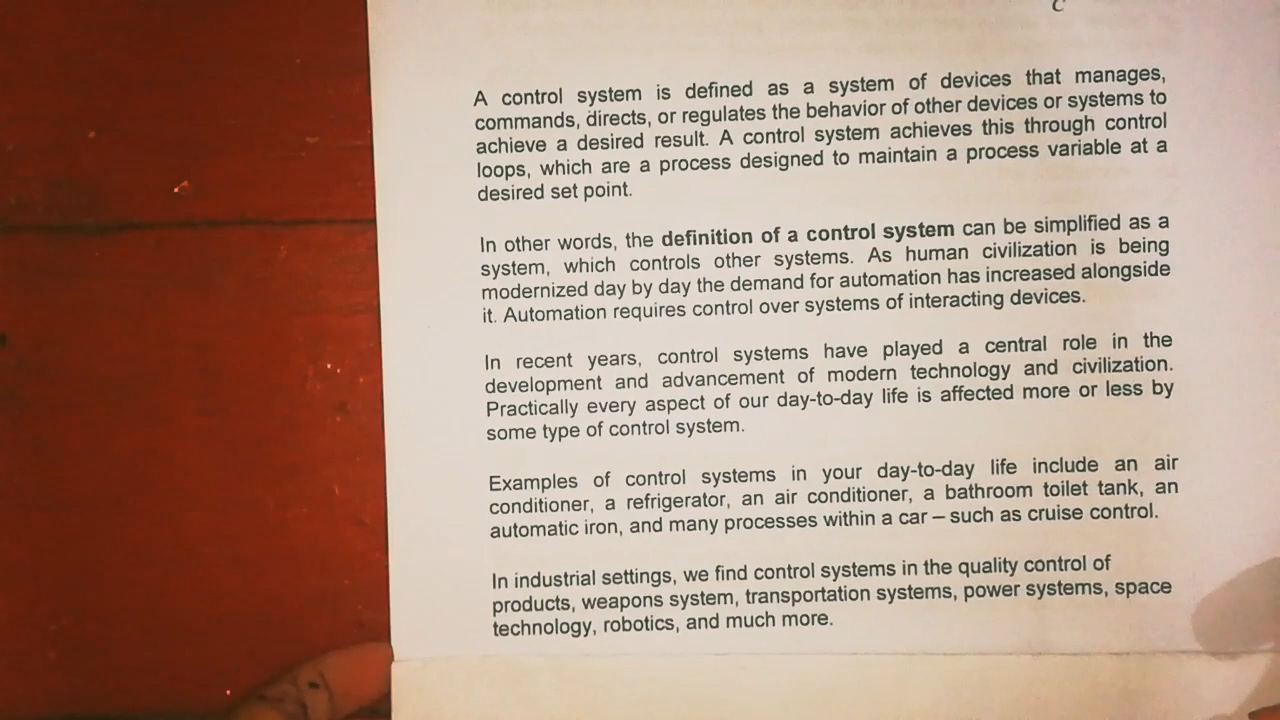 A control system is defined as a system of devices that manages,
commands, directs, or regulates the behavior of other devices or systems to
achieve a desired result. A control system achieves this through control
loops, which are a process designed to maintain a process variable at a
desired set point.
In other words, the definition of a control system can be simplified as a
system, which controls other systems. As human civilization is being
modernized day by day the demand for automation has increased alongside
it. Automation requires control over systems of interacting devices.
In recent years, control systems have played a central role in the
development and advancement of modern technology and civilization.
Practically every aspect of our day-to-day life is affected more or less by
some type of control system.
Examples of control systems in your day-to-day life include an air
conditioner, a refrigerator, an air conditioner, a bathroom toilet tank, an
automatic iron, and many processes within a car – such as cruise control.
In industrial settings, we find control systems in the quality control of
products, weapons system, transportation systems, power systems, space
technology, robotics, and much more.